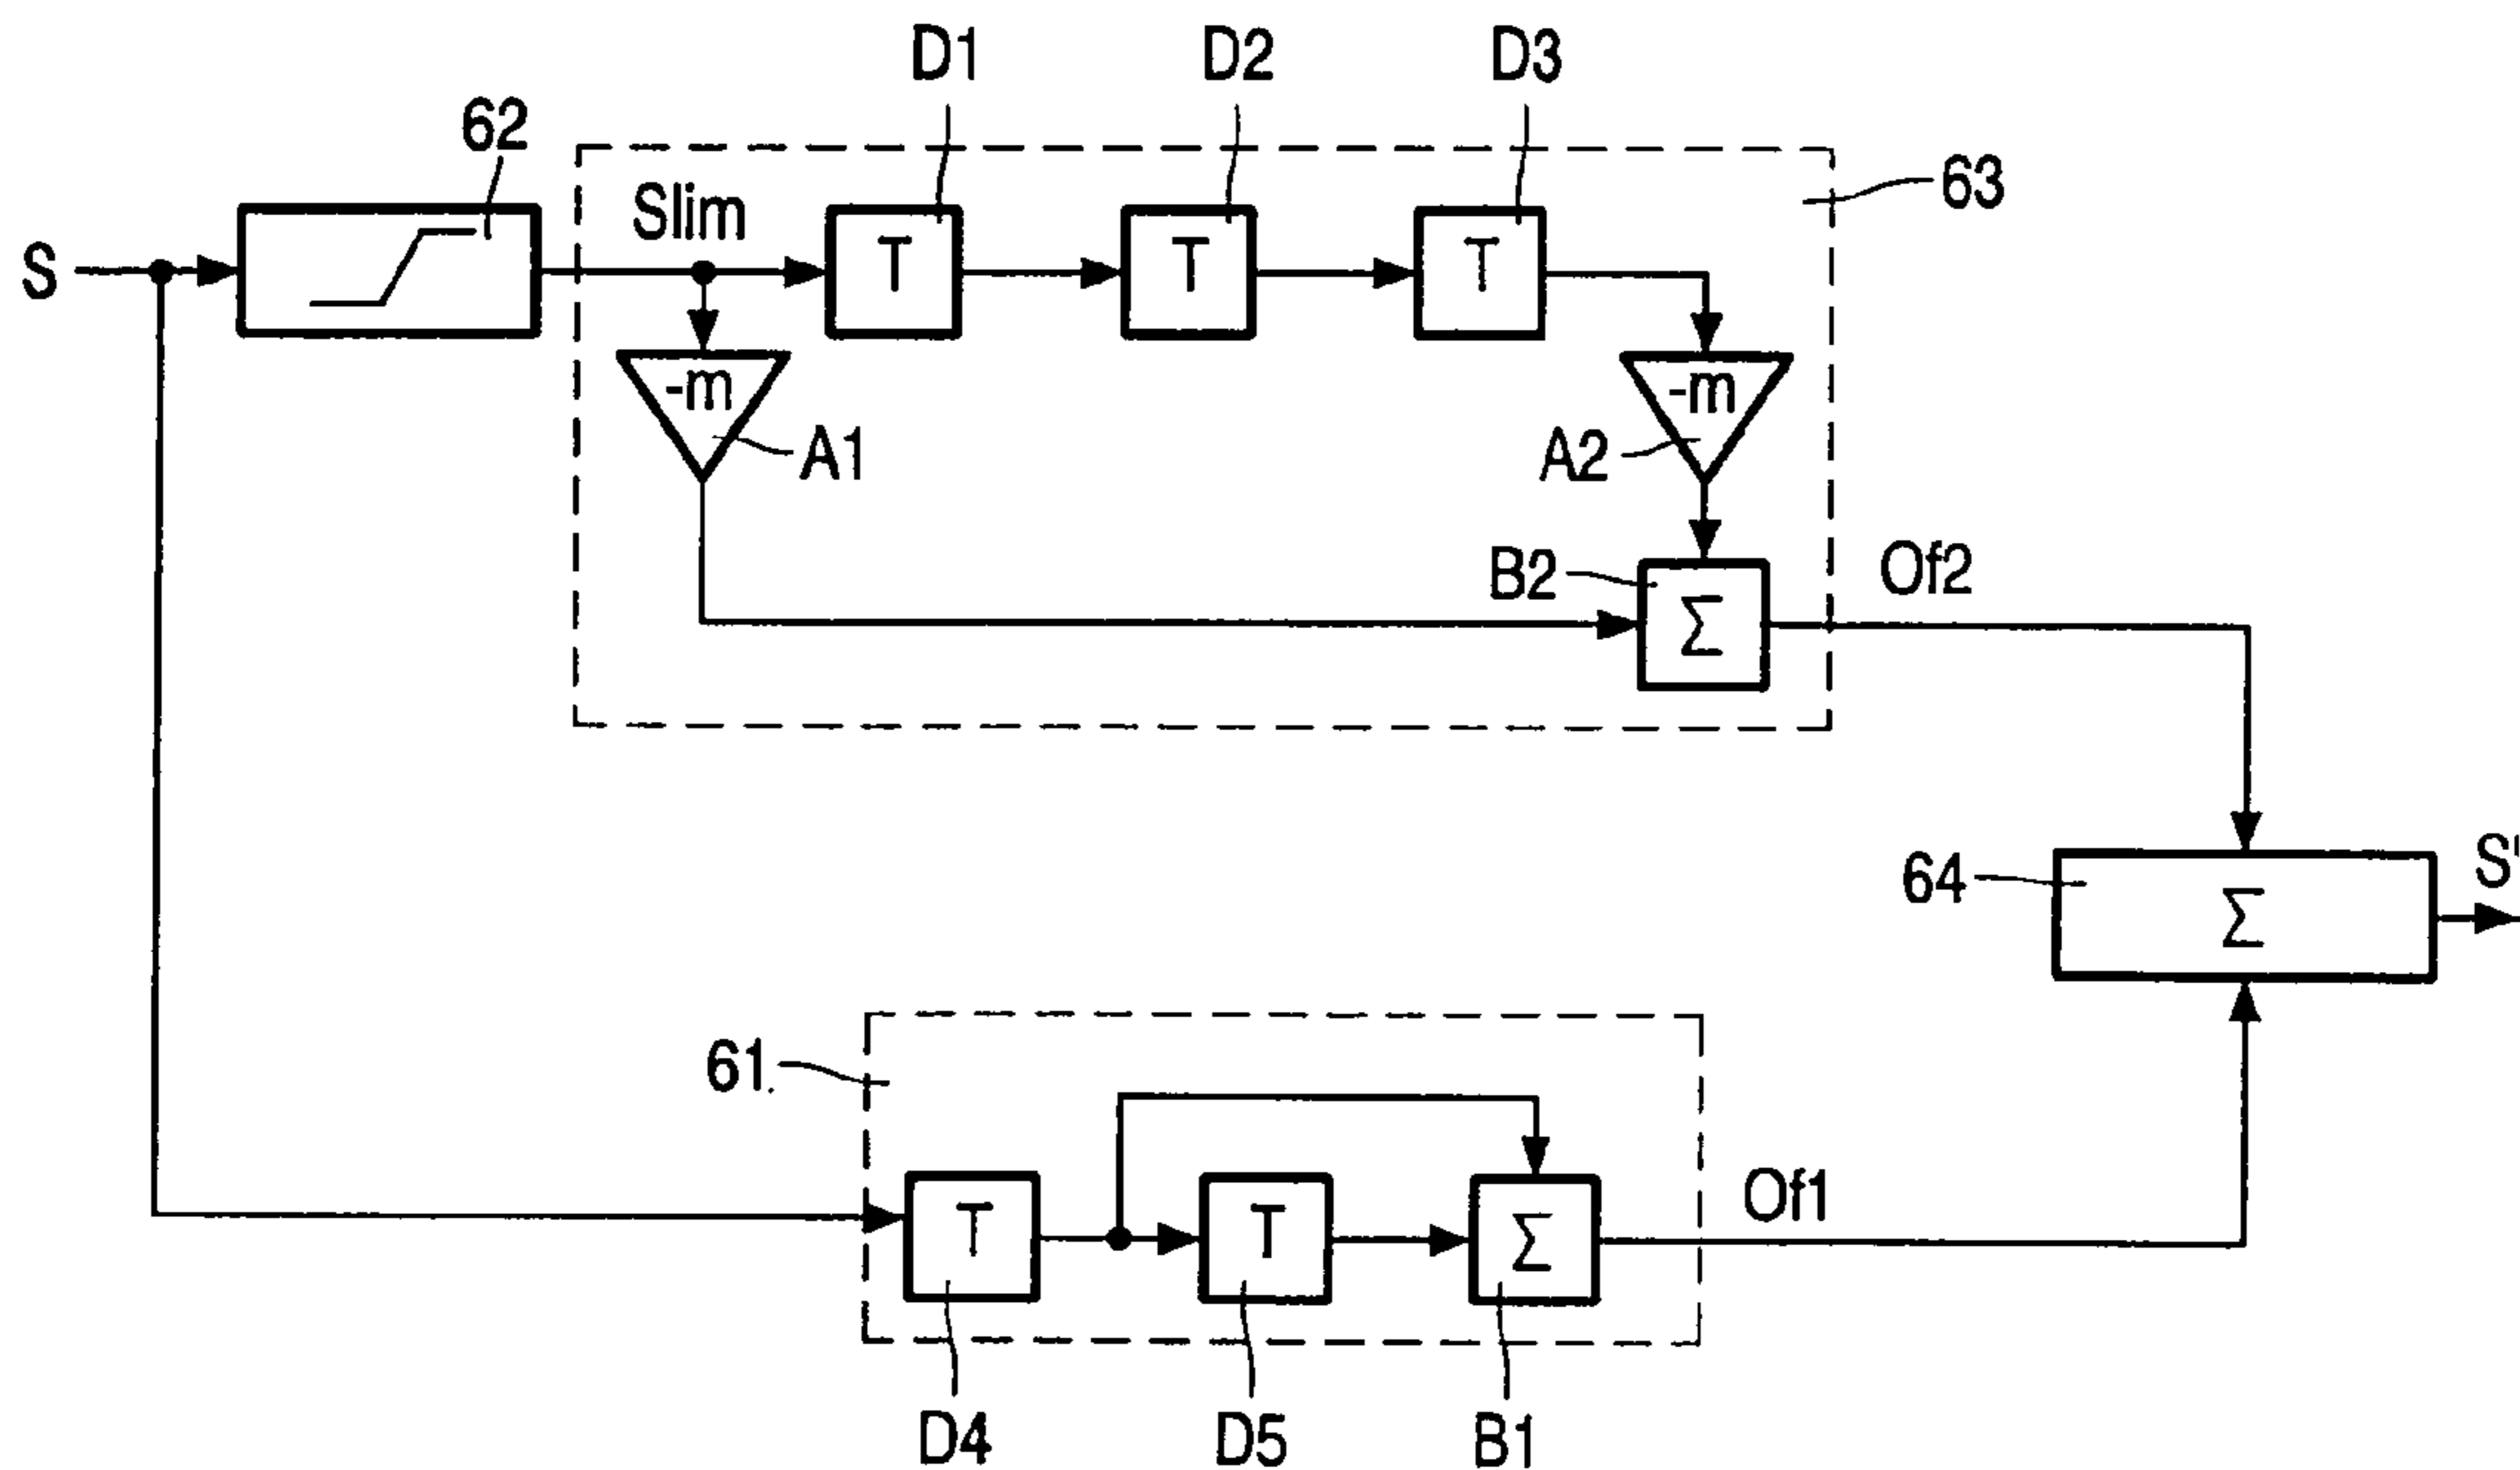 D1 D2 D3
62
63
Slim
S
T T T
-m -m
A1 A2
B2
Of2
Σ
64
S'
Σ
61.
T T Σ
Of1
D4 D5 B1